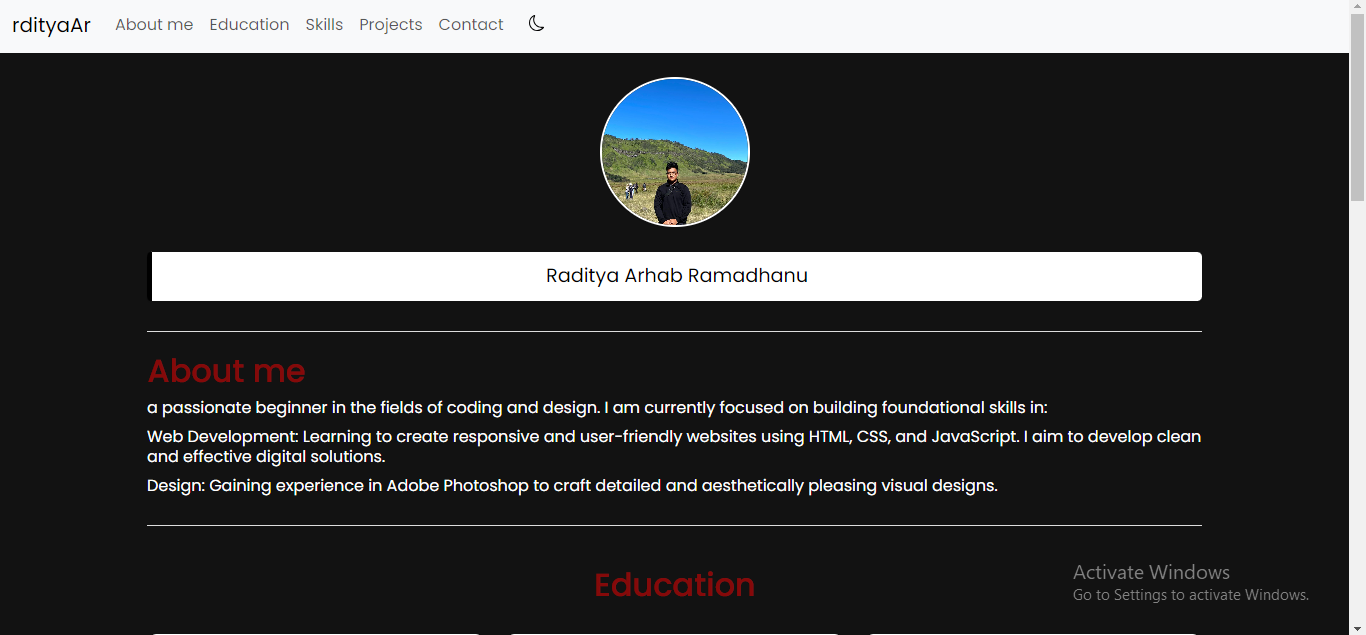 rdityaAr About me Education Skills Projects Contact
Raditya Arhab Ramadhanu
About me
a passionate beginner in the fields of coding and design. I am currently focused on building foundational skills in:
Web Development: Learning to create responsive and user-friendly websites using HTML, CSS, and JavaScript. I aim to develop clean
and effective digital solutions.
Design: Gaining experience in Adobe Photoshop to craft detailed and aesthetically pleasing visual designs.
Education
Activate Windows
Go to Settings to activate Windows.